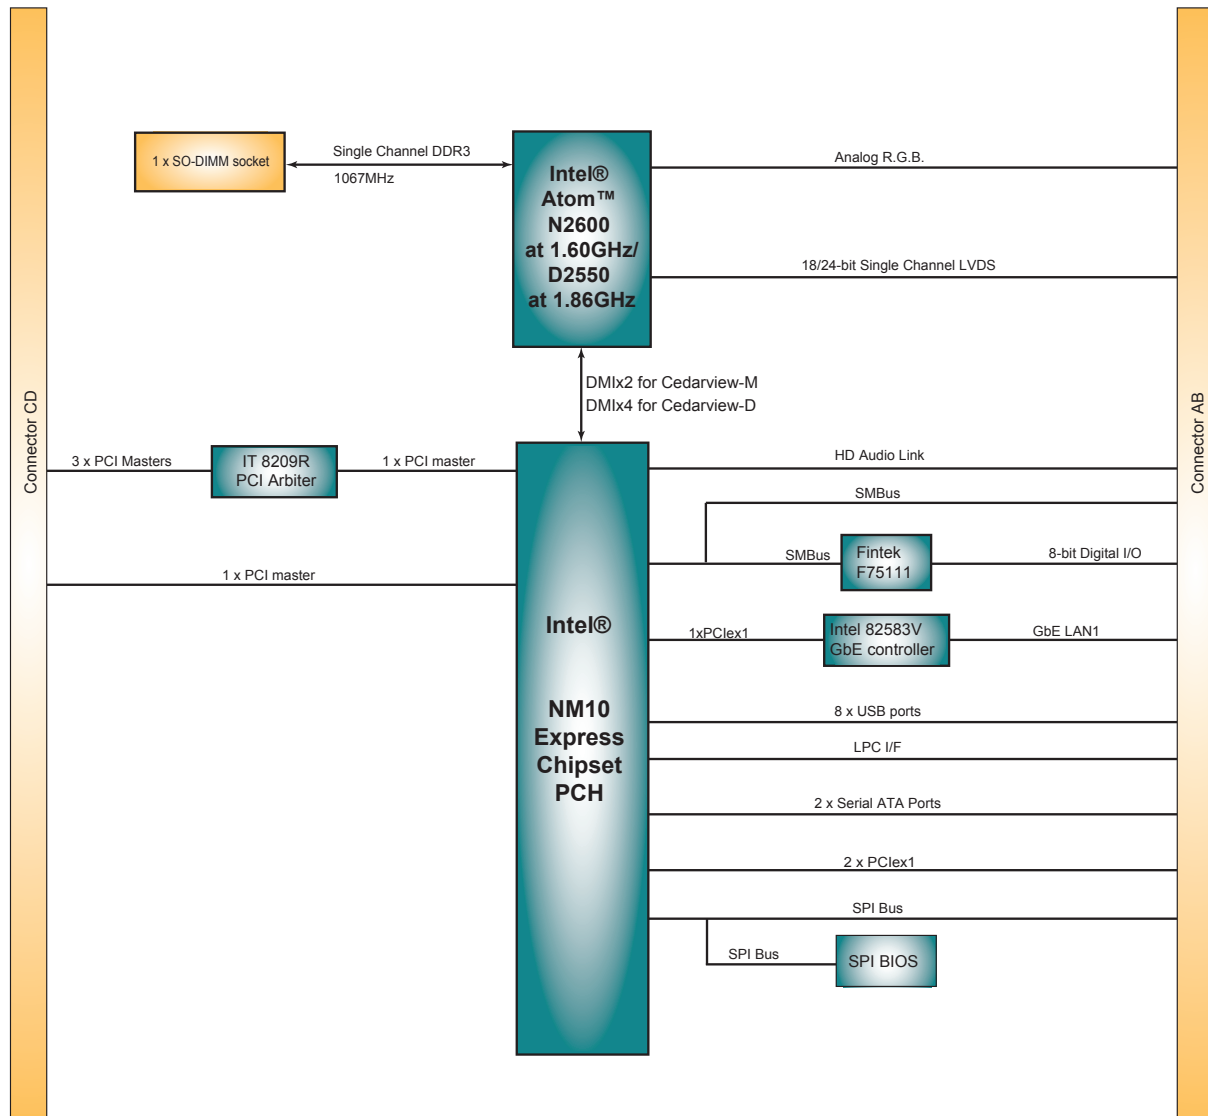 1 x SO-DIMM socket
Single Channel DDR3
1067MHz
Intel®
Atom™
N2600
at 1.60GHz/
D2550
at 1.86GHz
Analog R.G.B.
18/24-bit Single Channel LVDS
DMIx2 for Cedarview-M
DMIx4 for Cedarview-D
Connector CD
Connector AB
3 x PCI Masters
IT 8209R
PCI Arbiter
1 x PCI master
1 x PCI master
Intel®
NM10
Express
Chipset
PCH
HD Audio Link
SMBus
SMBus
Fintek
F75111
8-bit Digital I/O
1xPCIex1
Intel 82583V
GbE controller
GbE LAN1
8 x USB ports
LPC I/F
2 x Serial ATA Ports
2 x PCIex1
SPI Bus
SPI Bus
SPI BIOS